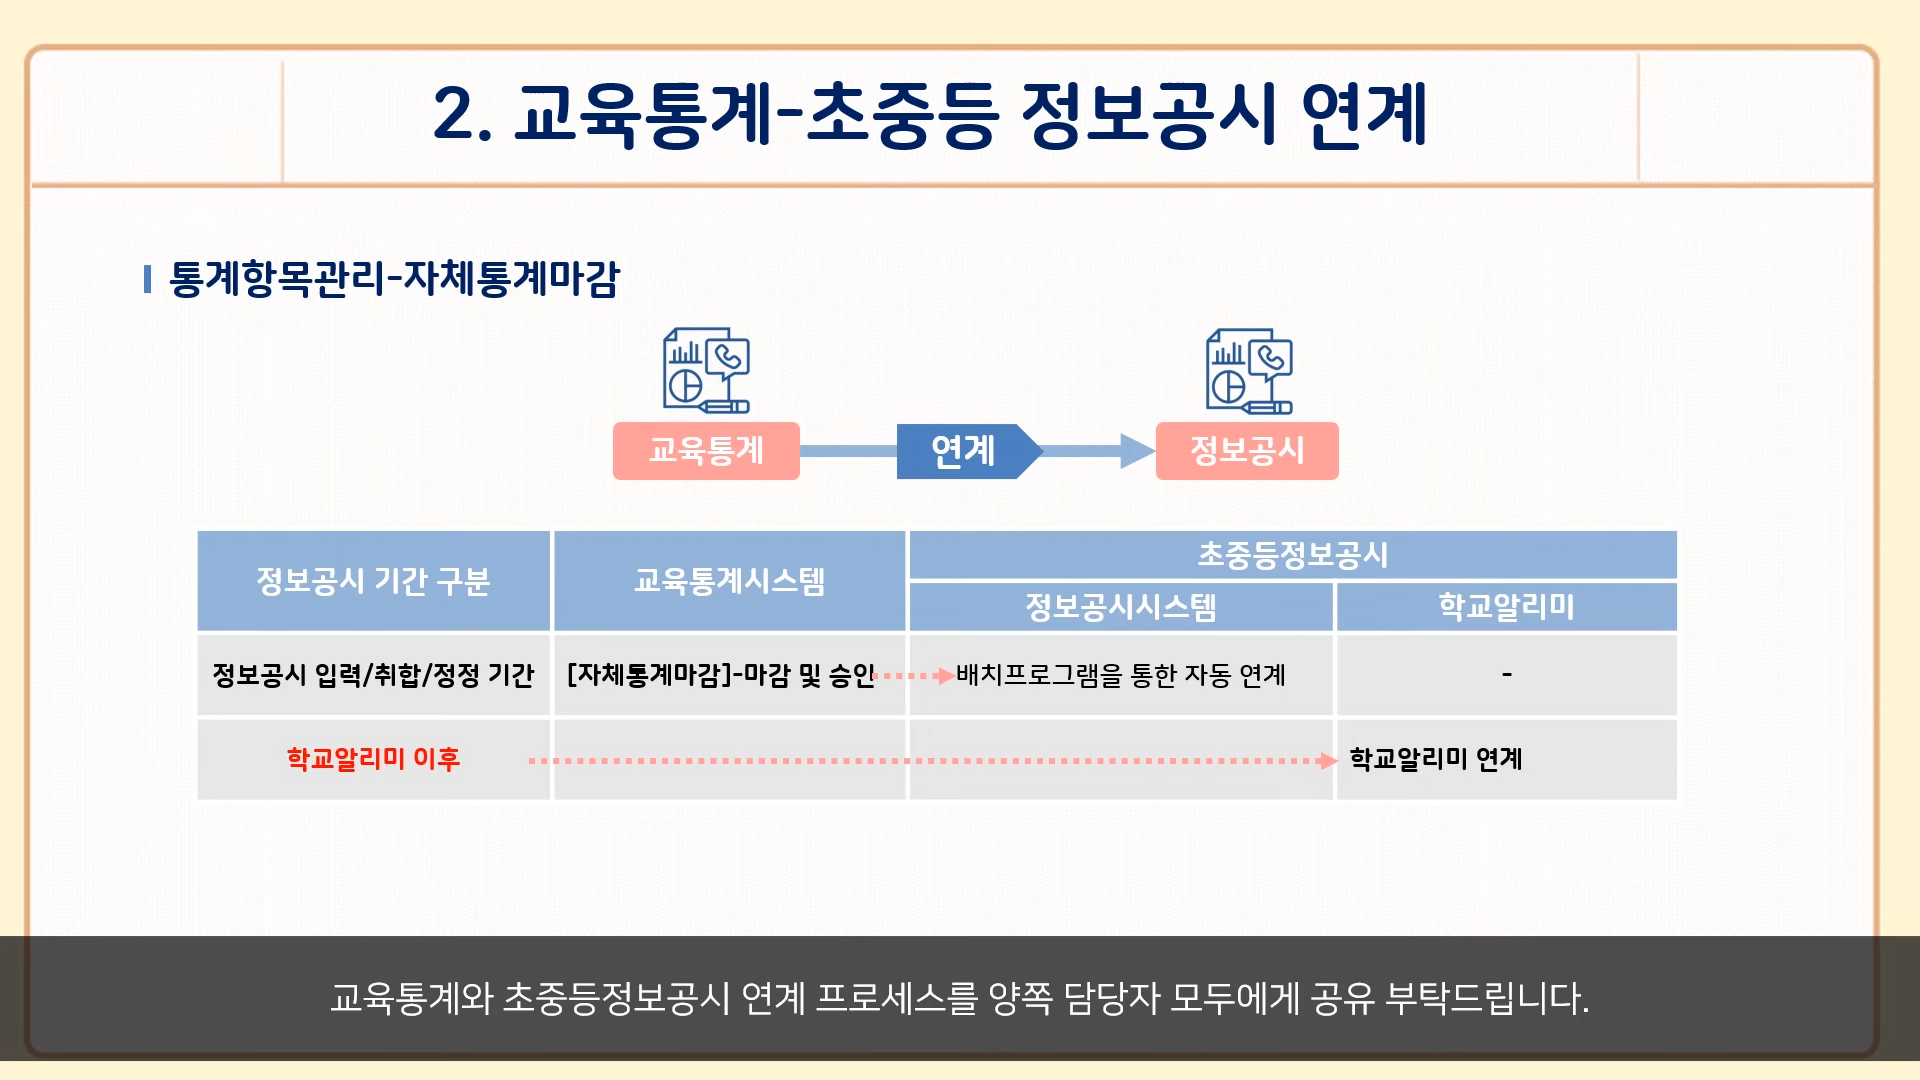 2. 교육통계-초중등 정보공시 연계
통계항목관리-자체통계마감
교육통계
연계
정보공시
정보공시 기간 구분
교육통계시스템
초중등정보공시
정보공시시스템
학교알리미
정보공시 입력/취합/정정 기간
[자체통계마감]-마감 및 승인
배치프로그램을 통한 자동 연계
-
학교알리미 이후
학교알리미 연계
교육통계와 초중등정보공시 연계 프로세스를 양쪽 담당자 모두에게 공유 부탁드립니다.